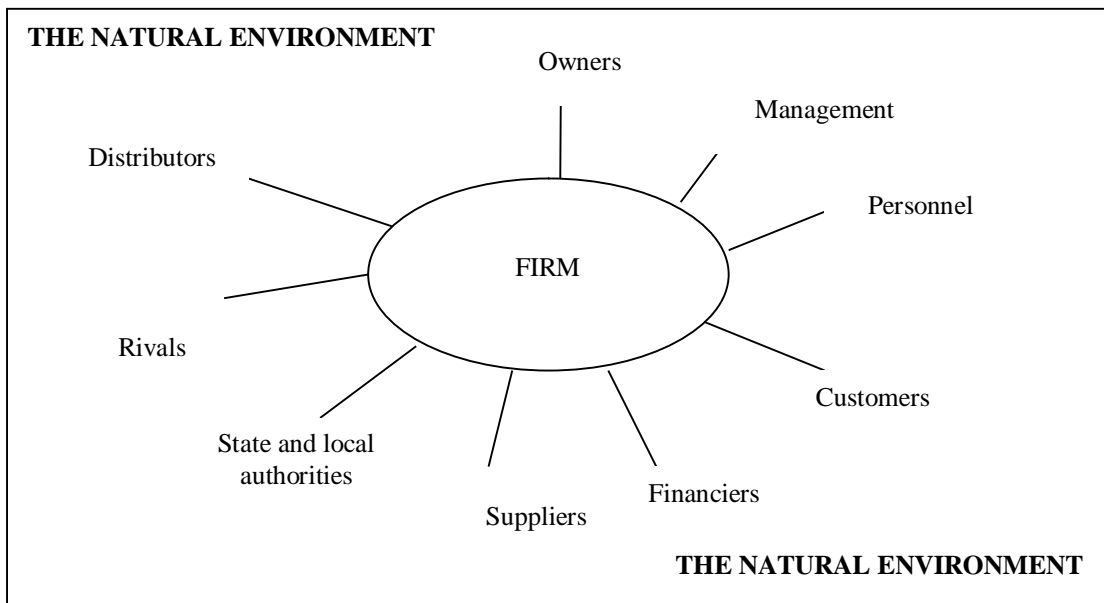 THE NATURAL ENVIRONMENT
Owners
Management
Distributors
Personnel
FIRM
Rivals
Customers
State and local
authorities
Financiers
Suppliers
THE NATURAL ENVIRONMENT